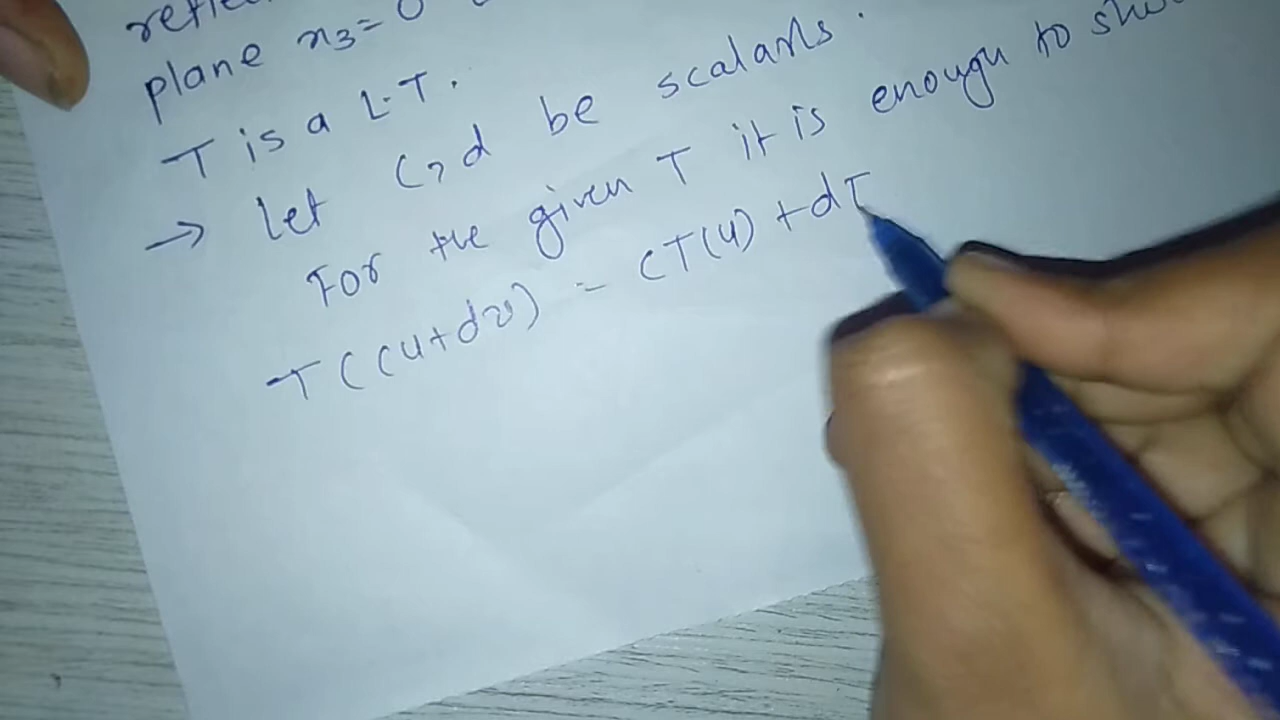 plane x3=0
T is a L.T.
→ Let c, d be scalars.
For the given T it is enough to
T(cu+dv) = cT(u) + dT